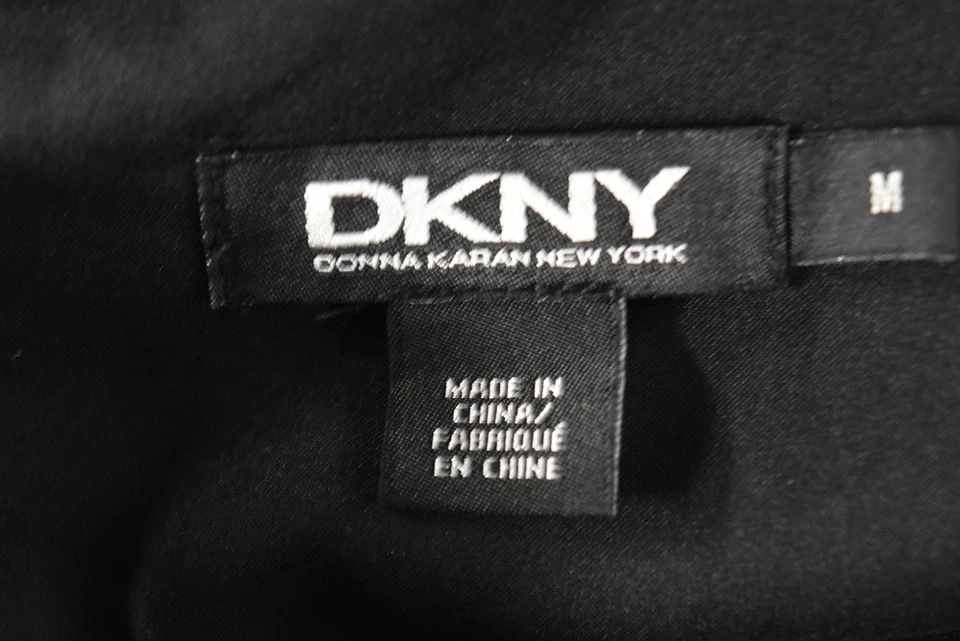 DKNY
DONNA KARAN NEW YORK
M
MADE IN
CHINA/
FABRIQUÉ
EN CHINE